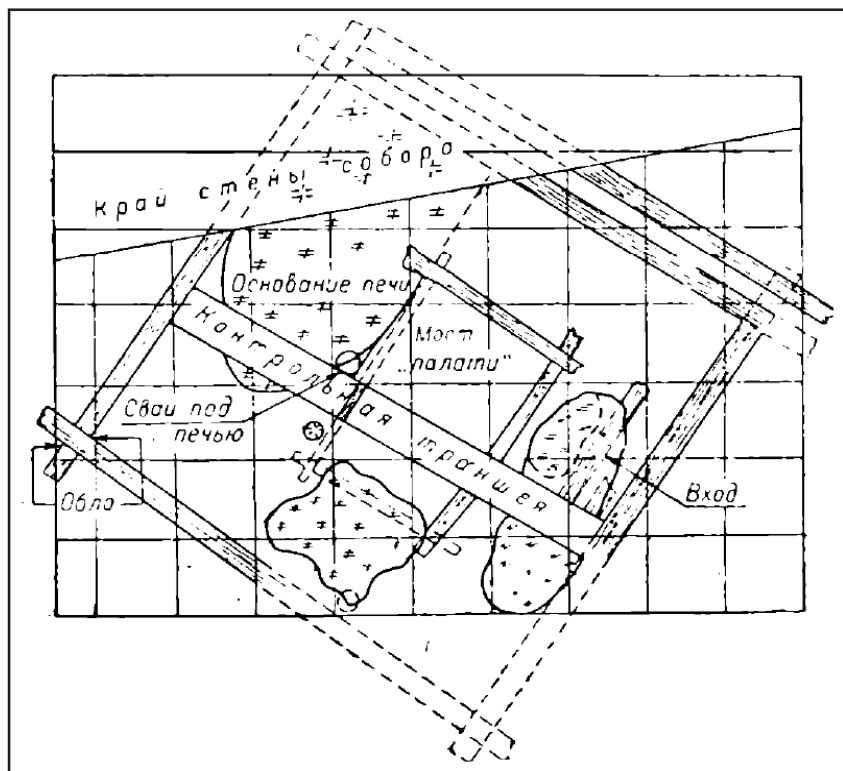 Край стены собора
Основание печи
Контрольная траншея
Мост
„палати"
Сваи под
печью
Вход
Обло